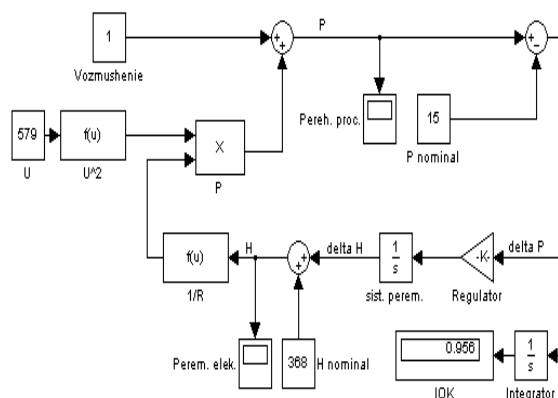 1
Vozmushenie
+
+
P
+
−
Pereh. proc.
15
P nominal
579
U
f(u)
U^2
X
P
f(u)
1/R
H
+
+
delta H
1
s
sist. perem.
-K-
Regulator
delta P
Perem. elek.
368
H nominal
0.956
IOK
1
s
Integrator